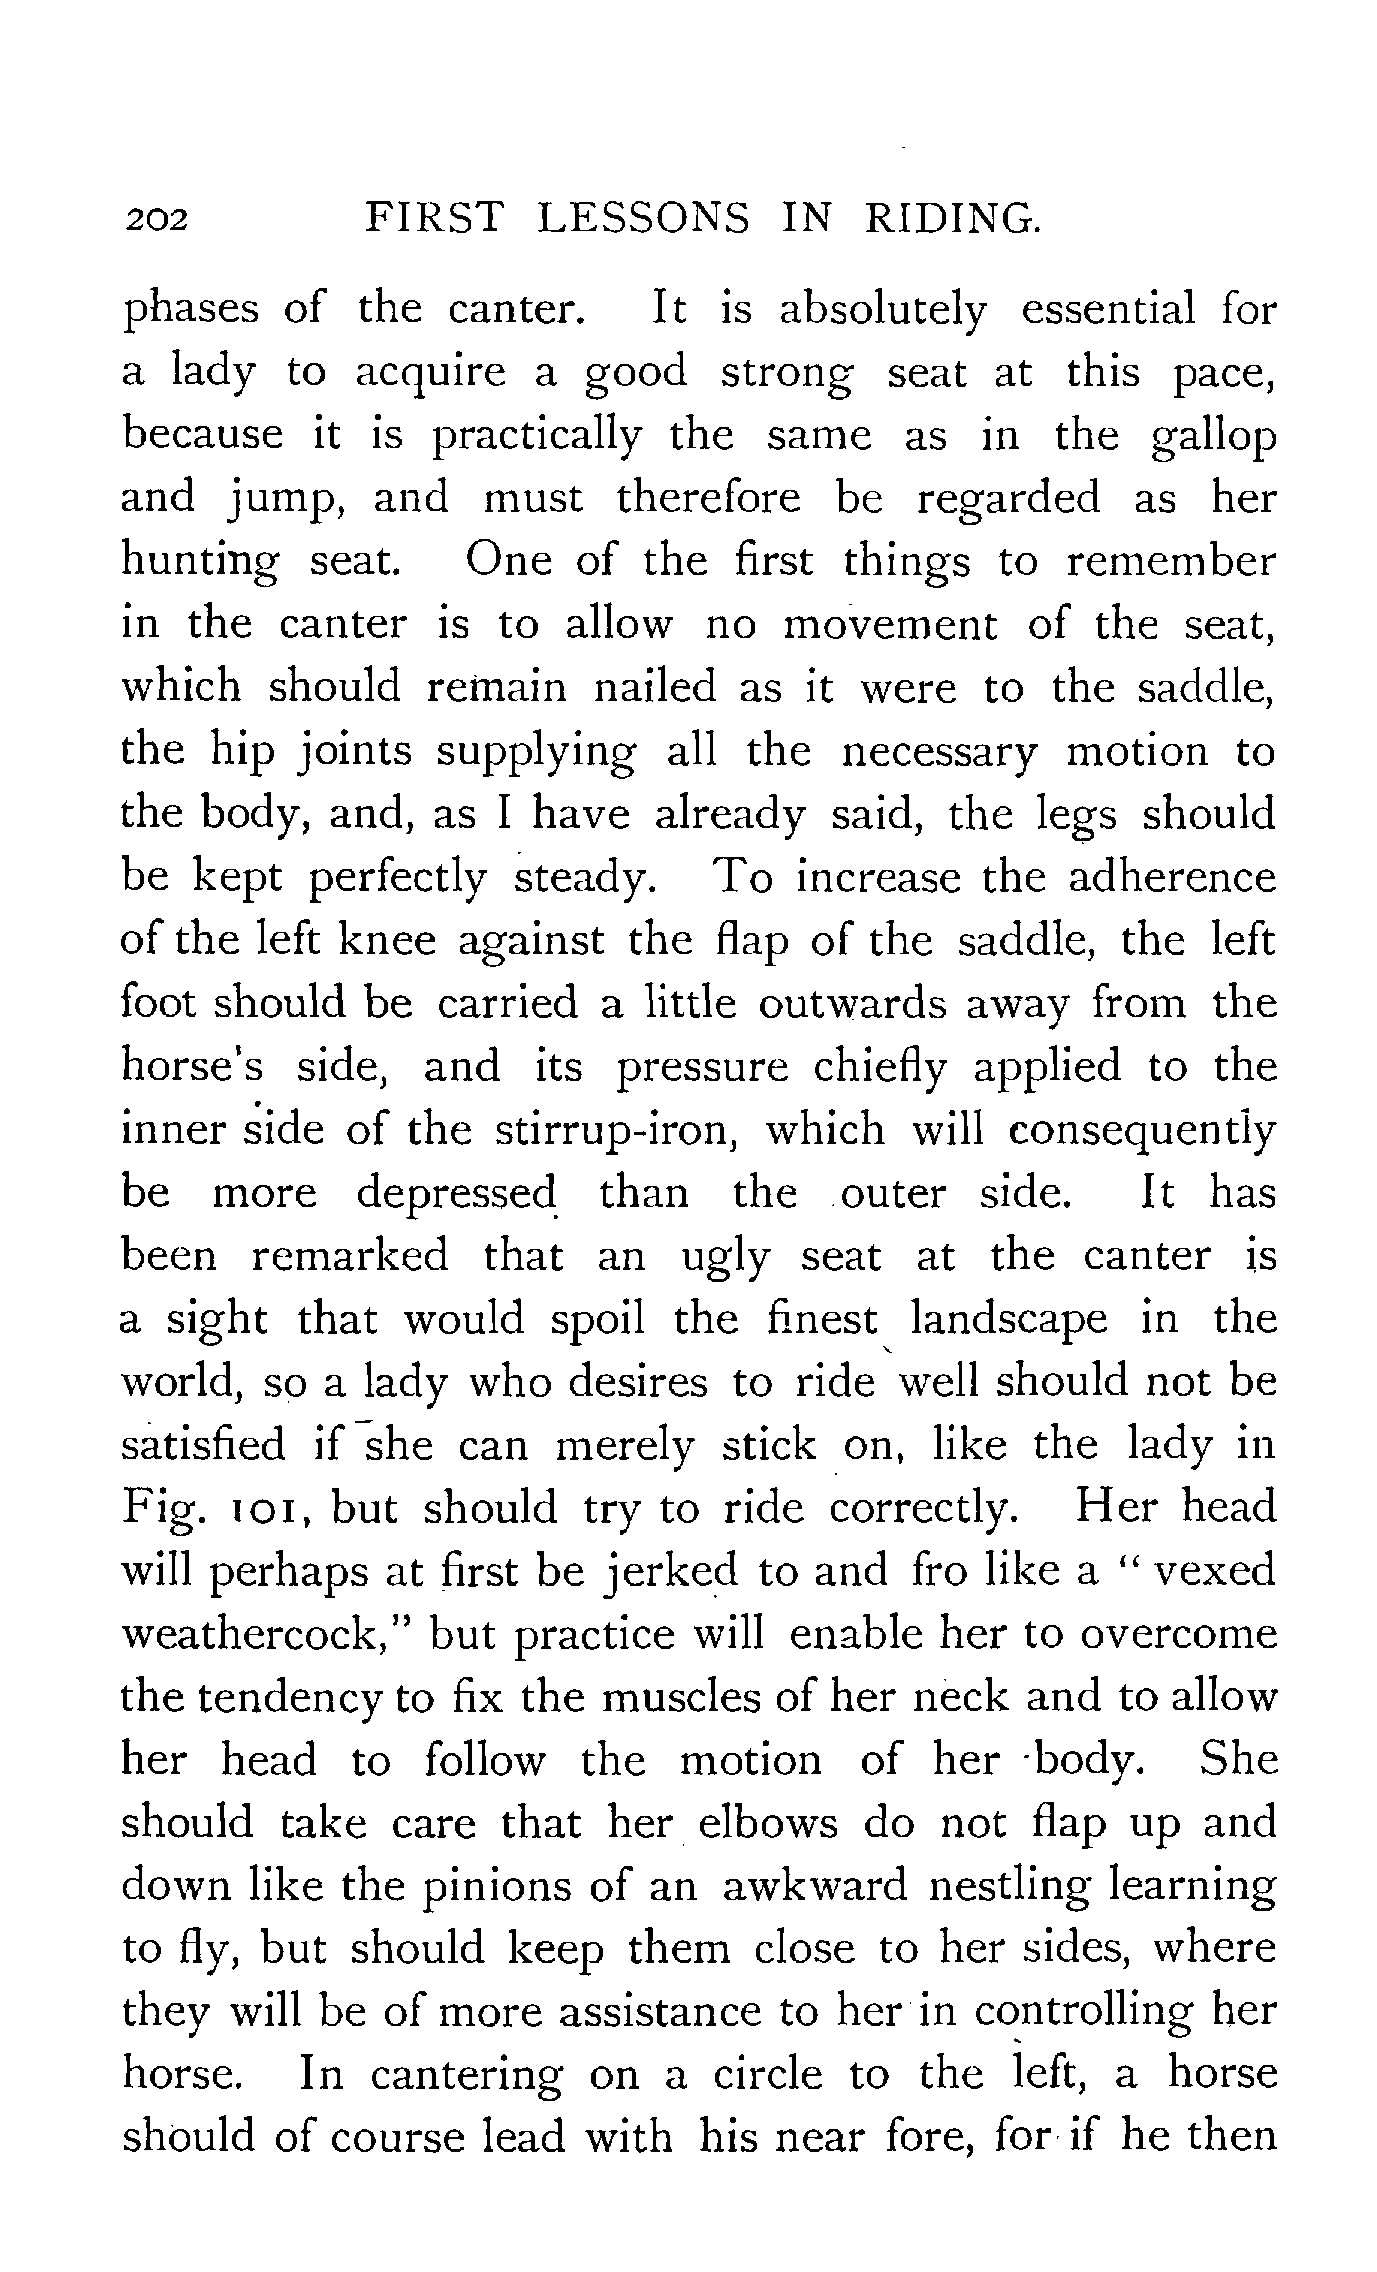 202 FIRST LESSONS IN RIDING.
phases of the canter. It is absolutely essential for
a lady to acquire a good strong seat at this pace,
because it is practically the same as in the gallop
and jump, and must therefore be regarded as her
hunting seat. One of the first things to remember
in the canter is to allow no movement of the seat,
which should remain nailed as it were to the saddle,
the hip joints supplying all the necessary motion to
the body, and, as I have already said, the legs should
be kept perfectly steady. To increase the adherence
of the left knee against the flap of the saddle, the left
foot should be carried a little outwards away from the
horse's side, and its pressure chiefly applied to the
inner side of the stirrup-iron, which will consequently
be more depressed than the outer side. It has
been remarked that an ugly seat at the canter is
a sight that would spoil the finest landscape in the
world, so a lady who desires to ride well should not be
satisfied if she can merely stick on, like the lady in
Fig. 101, but should try to ride correctly. Her head
will perhaps at first be jerked to and fro like a " vexed
weathercock," but practice will enable her to overcome
the tendency to fix the muscles of her neck and to allow
her head to follow the motion of her body. She
should take care that her elbows do not flap up and
down like the pinions of an awkward nestling learning
to fly, but should keep them close to her sides, where
they will be of more assistance to her in controlling her
horse. In cantering on a circle to the left, a horse
should of course lead with his near fore, for if he then